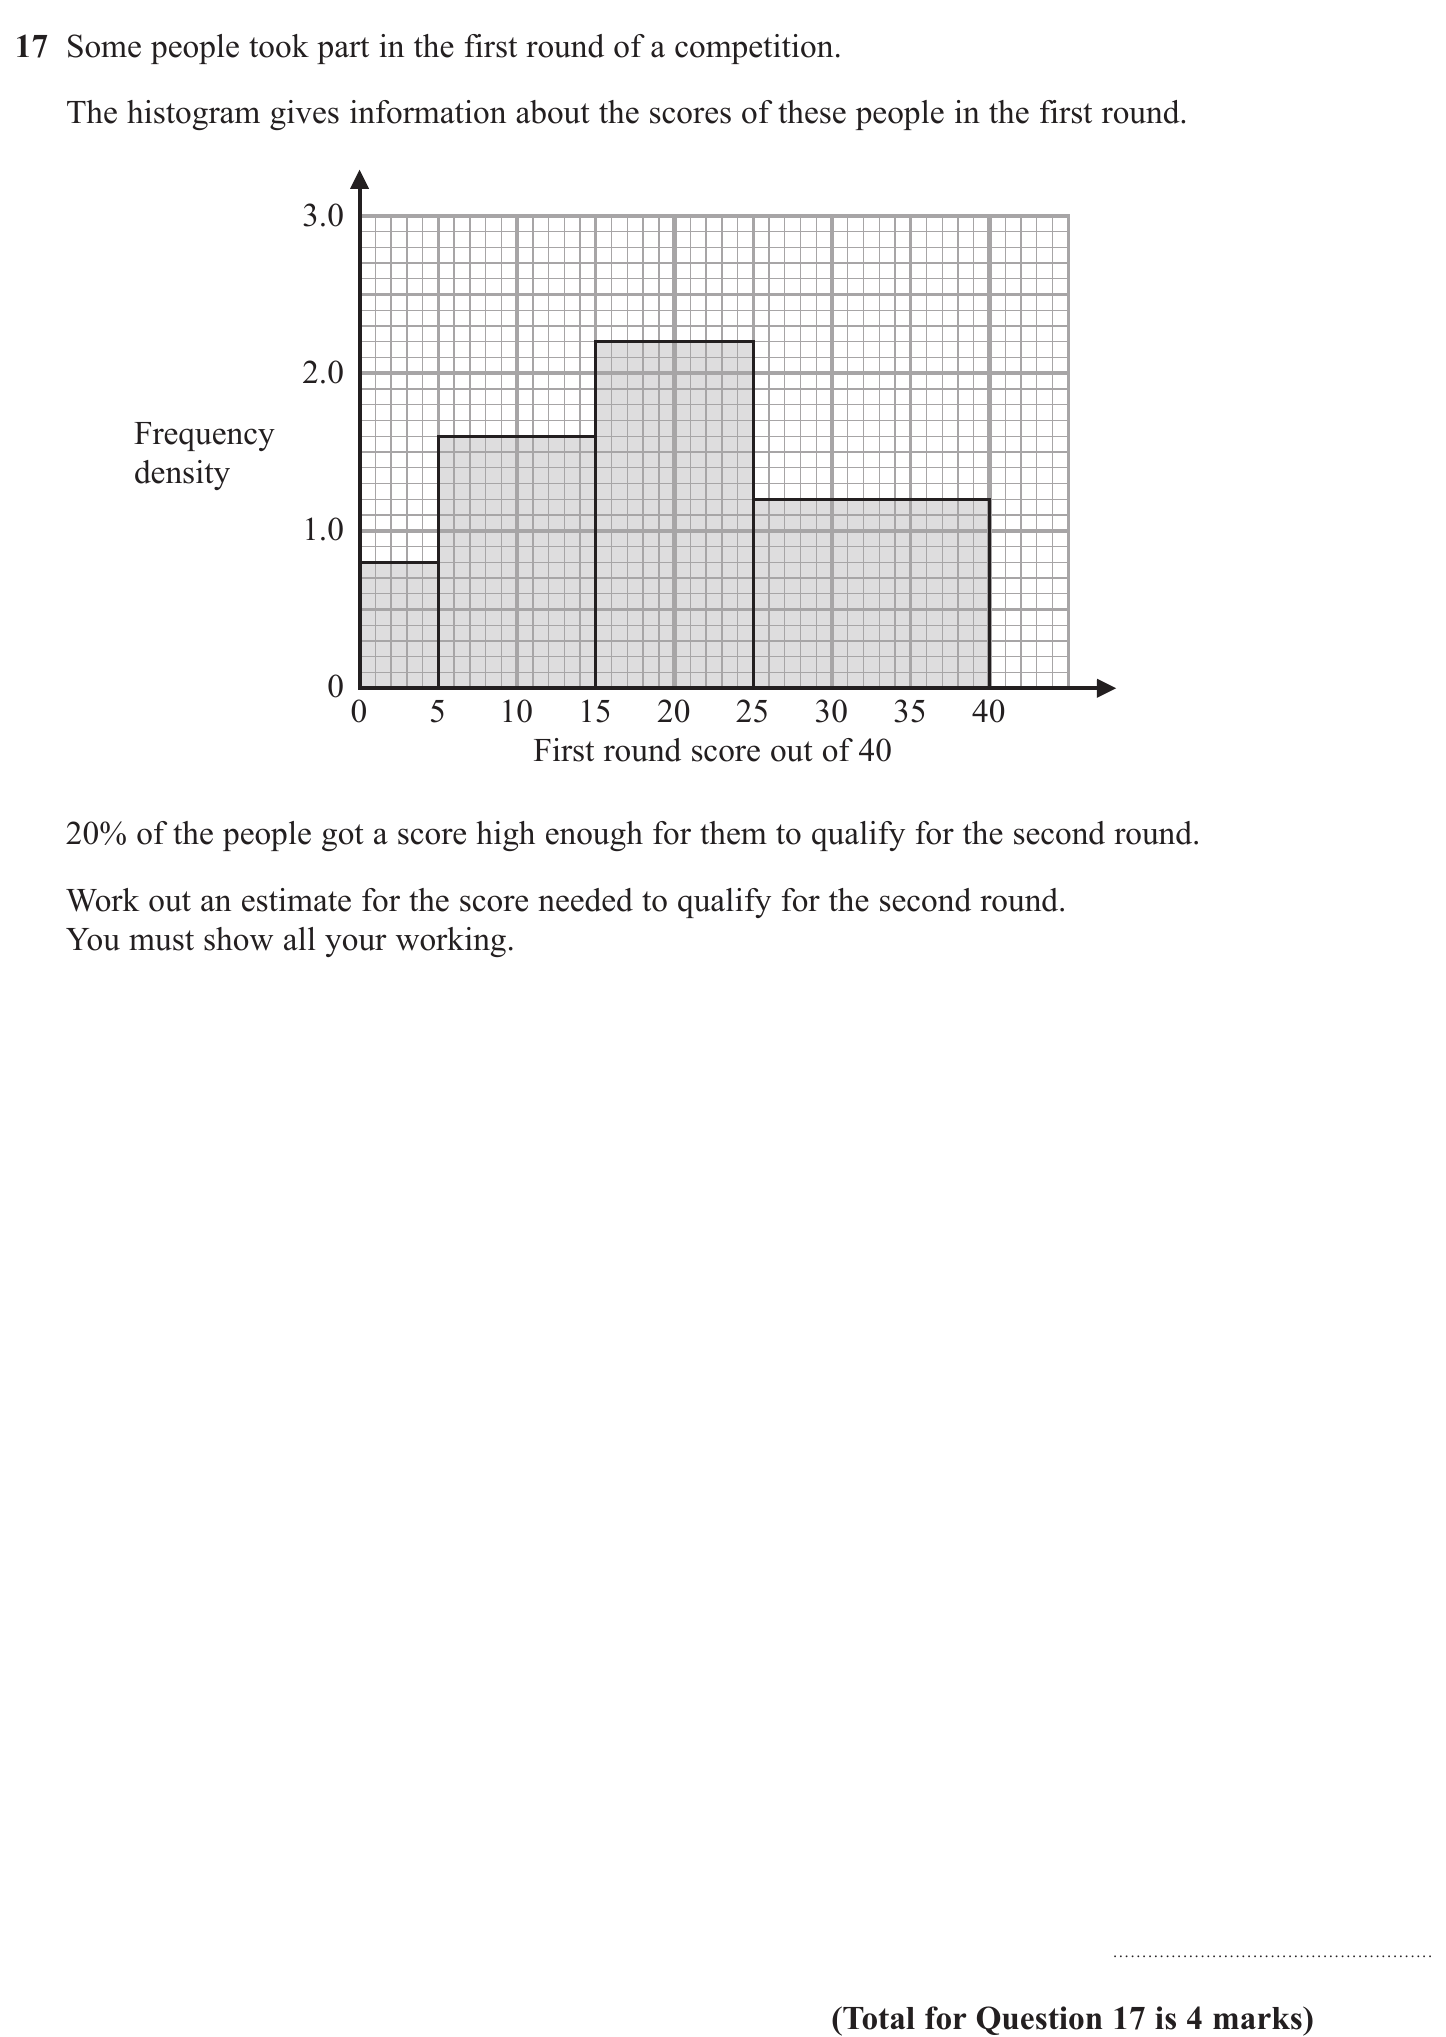 17 Some people took part in the first round of a competition.
The histogram gives information about the scores of these people in the first round.
3.0
2.0
Frequency
density
1.0
0
0 5 10 15 20 25 30 35 40
First round score out of 40
20% of the people got a score high enough for them to qualify for the second round.
Work out an estimate for the score needed to qualify for the second round.
You must show all your working.
(Total for Question 17 is 4 marks)